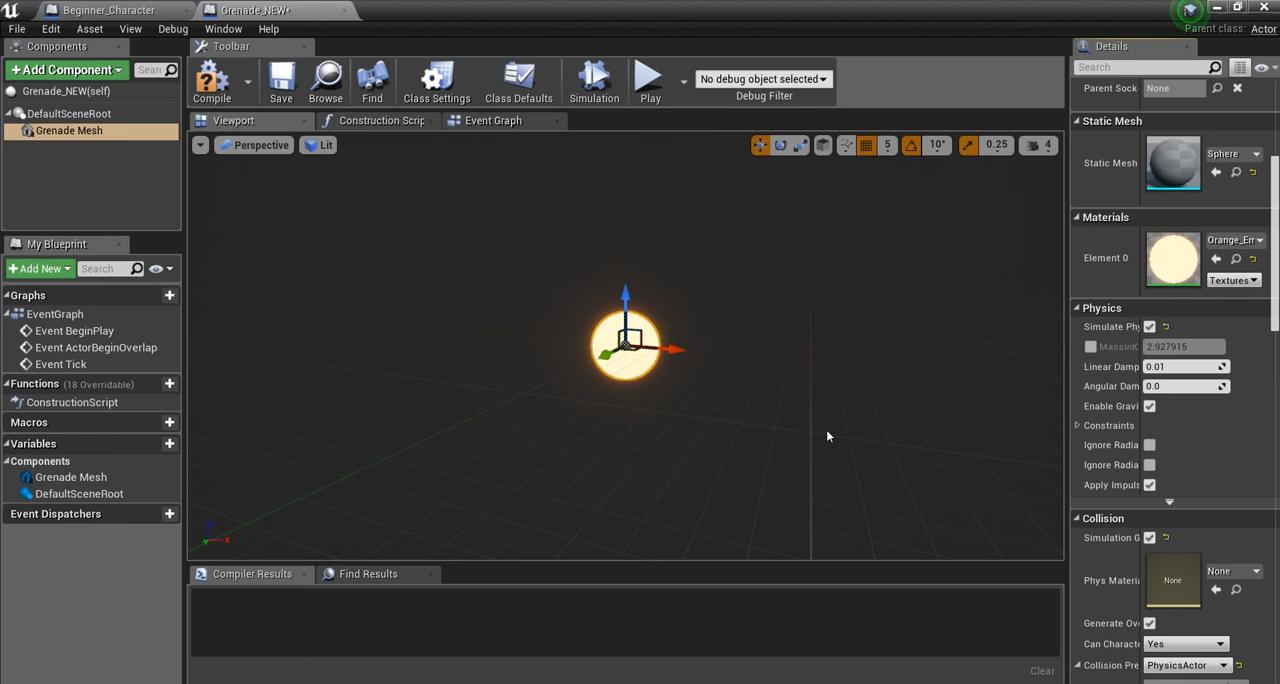 Beginner_Character
Grenade_NEW•
File Edit Asset View Debug Window Help
Parent class: Actor
Components
Toolbar
Details
+Add Component
Sear
Search
Compile
Save
Browse
Find
Class Settings
Class Defaults
Simulation
Play
No debug object selected
Debug Filter
Grenade_NEW(self)
Parent Sock None
DefaultSceneRoot
Grenade Mesh
Viewport
Construction Scrip
Event Graph
Static Mesh
Perspective
Lit
5
10°
0.25
4
Static Mesh
Sphere
Materials
My Blueprint
Element 0
Orange_Em
Textures
+Add New
Search
Graphs
EventGraph
Event BeginPlay
Event ActorBeginOverlap
Event Tick
Functions (18 Overridable)
ConstructionScript
Macros
Variables
Components
Grenade Mesh
DefaultSceneRoot
Event Dispatchers
Physics
Simulate Phy
MassInK 2.927915
Linear Damp 0.01
Angular Dam 0.0
Enable Gravi
Constraints
Ignore Radia
Ignore Radia
Apply Impuls
Collision
Simulation G
Phys Materia
None
None
Generate Ov
Can Characte Yes
Collision Pre PhysicsActor
X
Y
Compiler Results
Find Results
Clear